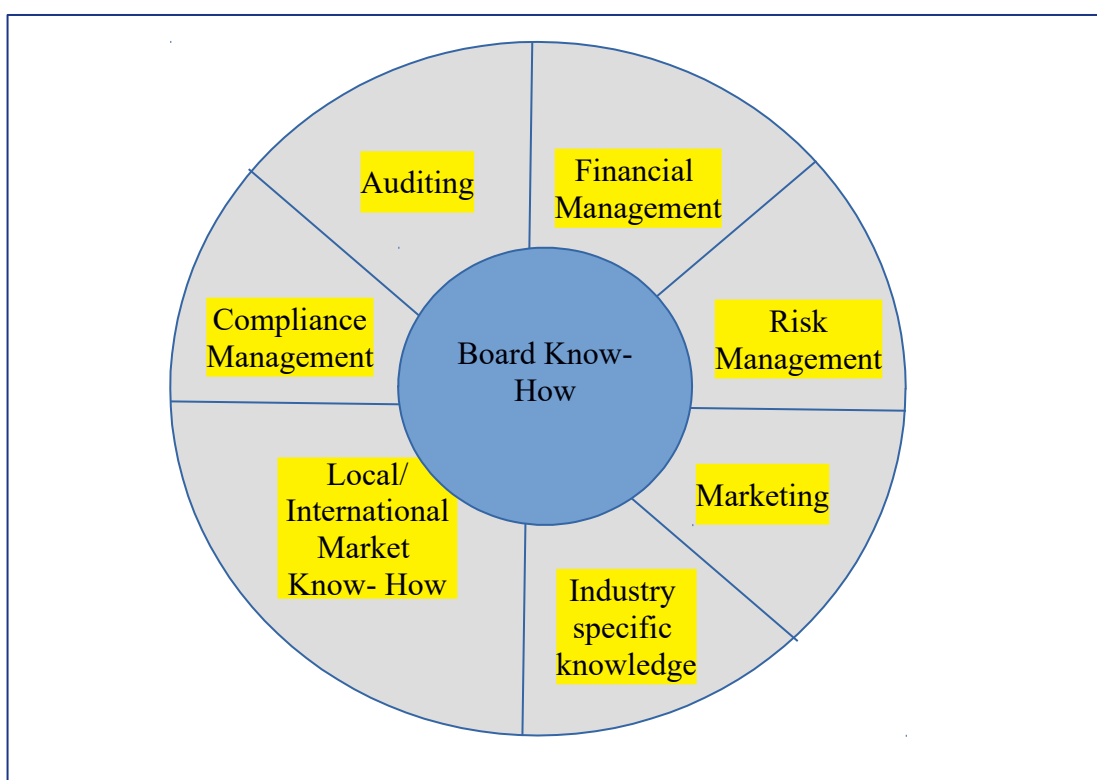 Auditing
Financial
Management
Compliance
Management
Risk
Management
Board Know-
How
Local/
International
Market
Know- How
Marketing
Industry
specific
knowledge